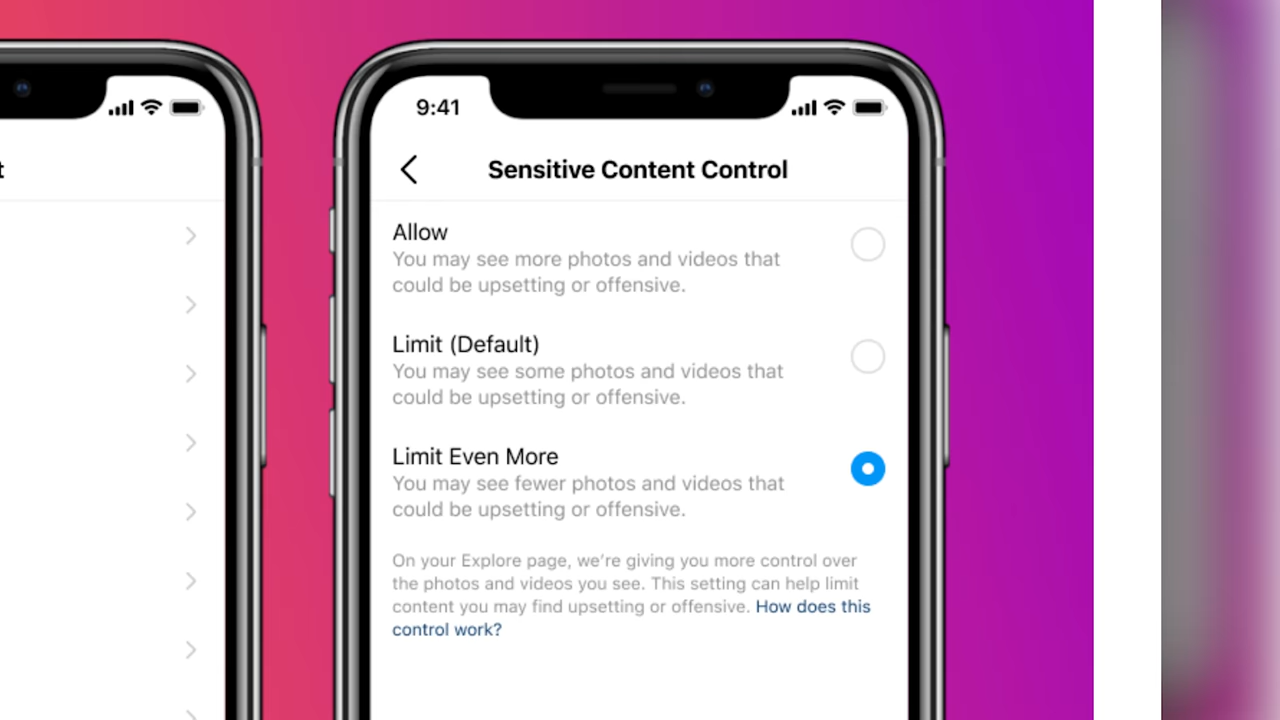 t
9:41
Sensitive Content Control
Allow
You may see more photos and videos that
could be upsetting or offensive.
Limit (Default)
You may see some photos and videos that
could be upsetting or offensive.
Limit Even More
You may see fewer photos and videos that
could be upsetting or offensive.
On your Explore page, we’re giving you more control over
the photos and videos you see. This setting can help limit
content you may find upsetting or offensive. How does this
control work?